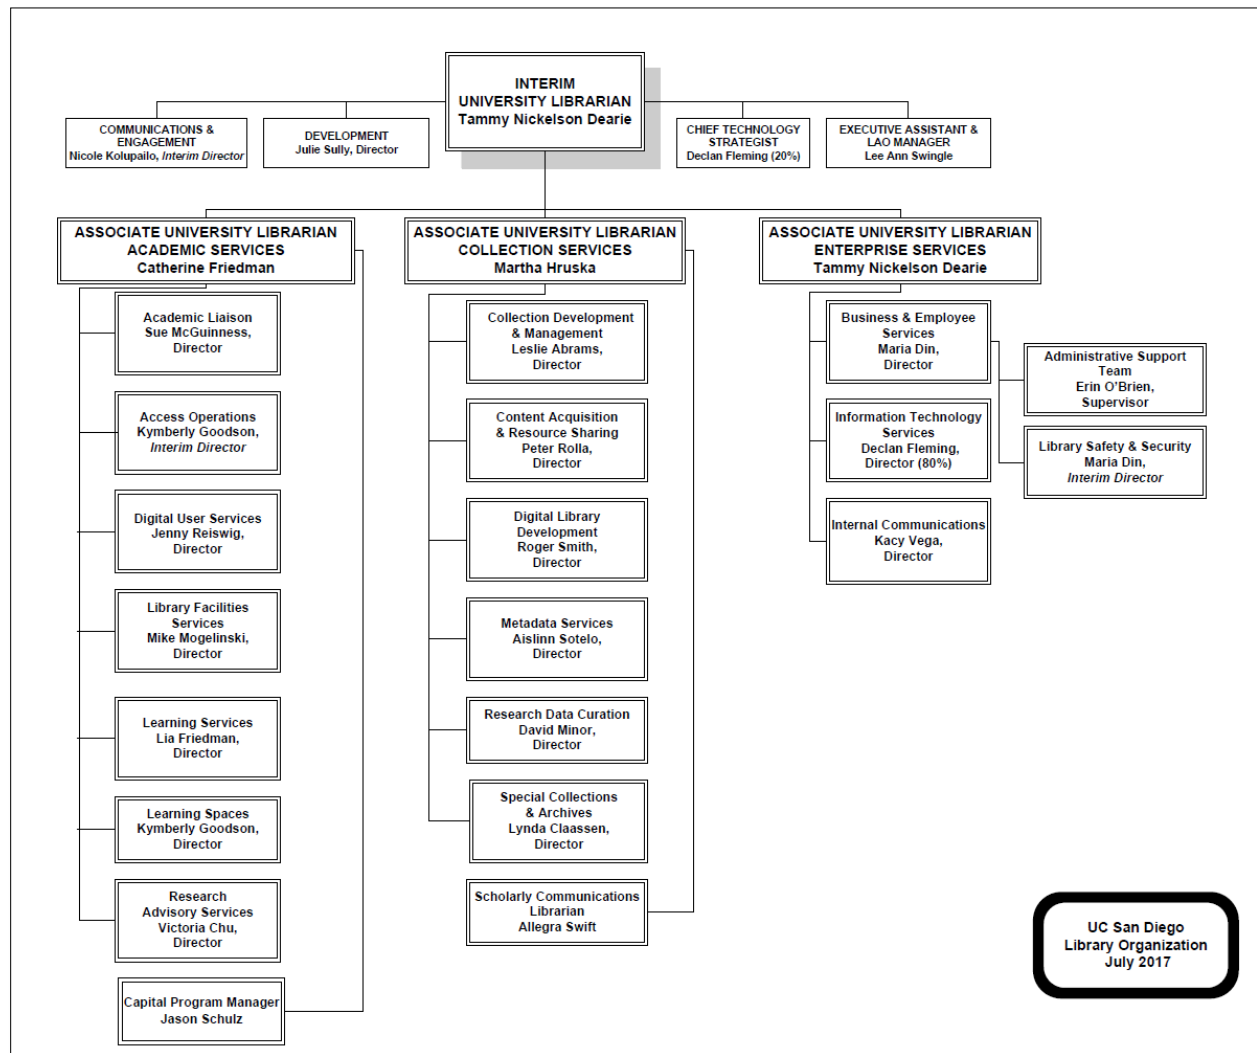 INTERIM
UNIVERSITY LIBRARIAN
Tammy Nickelson Dearie
COMMUNICATIONS &
ENGAGEMENT
Nicole Kolupailo, Interim Director
DEVELOPMENT
Julie Sully, Director
CHIEF TECHNOLOGY
STRATEGIST
Declan Fleming (20%)
EXECUTIVE ASSISTANT &
LAO MANAGER
Lee Ann Swingle
ASSOCIATE UNIVERSITY LIBRARIAN
ACADEMIC SERVICES
Catherine Friedman
Academic Liaison
Sue McGuinness,
Director
Access Operations
Kymberly Goodson,
Interim Director
Digital User Services
Jenny Reiswig,
Director
Library Facilities
Services
Mike Mogelinski,
Director
Learning Services
Lia Friedman,
Director
Learning Spaces
Kymberly Goodson,
Director
Research
Advisory Services
Victoria Chu,
Director
Capital Program Manager
Jason Schulz
ASSOCIATE UNIVERSITY LIBRARIAN
COLLECTION SERVICES
Martha Hruska
Collection Development
& Management
Leslie Abrams,
Director
Content Acquisition
& Resource Sharing
Peter Rolla,
Director
Digital Library
Development
Roger Smith,
Director
Metadata Services
Aislinn Sotelo,
Director
Research Data Curation
David Minor,
Director
Special Collections
& Archives
Lynda Claassen,
Director
Scholarly Communications
Librarian
Allegra Swift
ASSOCIATE UNIVERSITY LIBRARIAN
ENTERPRISE SERVICES
Tammy Nickelson Dearie
Business & Employee
Services
Maria Din,
Director
Administrative Support
Team
Erin O'Brien,
Supervisor
Library Safety & Security
Maria Din,
Interim Director
Information Technology
Services
Declan Fleming,
Director (80%)
Internal Communications
Kacy Vega,
Director
UC San Diego
Library Organization
July 2017